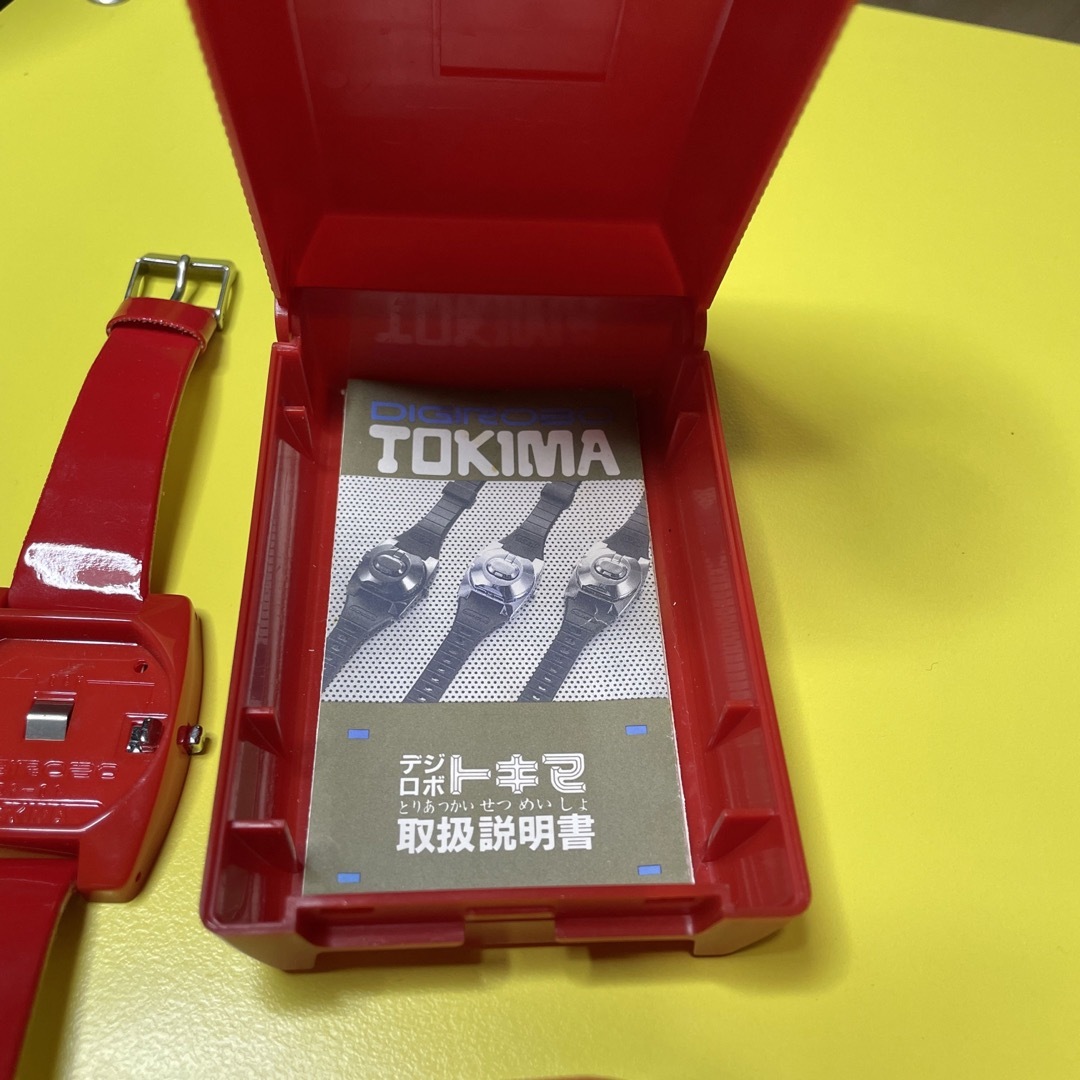 DIGIROBO
TOKIMA
デジ
ロボ トキマ
とりあつかい せつ めい しょ
取扱説明書